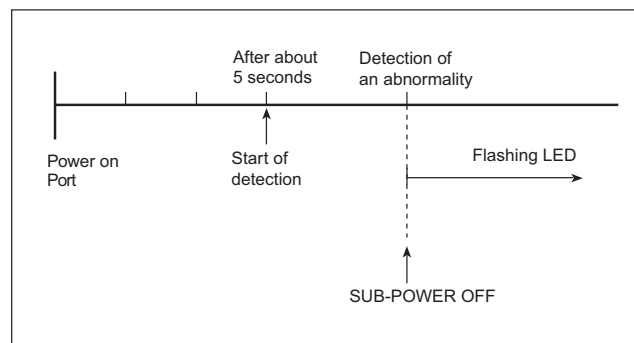 After about
5 seconds
Detection of
an abnormality
Power on
Port
Start of
detection
Flashing LED
SUB-POWER OFF